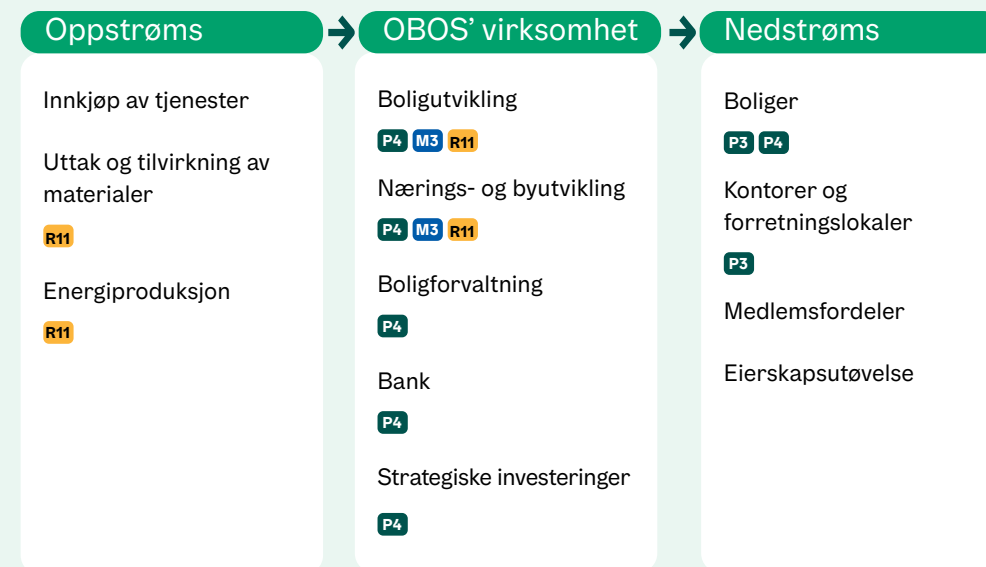 Oppstrøms
Innkjøp av tjenester
Uttak og tilvirkning av
materialer
R11
Energiproduksjon
R11
OBOS’ virksomhet
Boligutvikling
P4 M3 R11
Nærings- og byutvikling
P4 M3 R11
Boligforvaltning
P4
Bank
P4
Strategiske investeringer
P4
Nedstrøms
Boliger
P3 P4
Kontorer og
forretningslokaler
P3
Medlemsfordeler
Eierskapsutøvelse